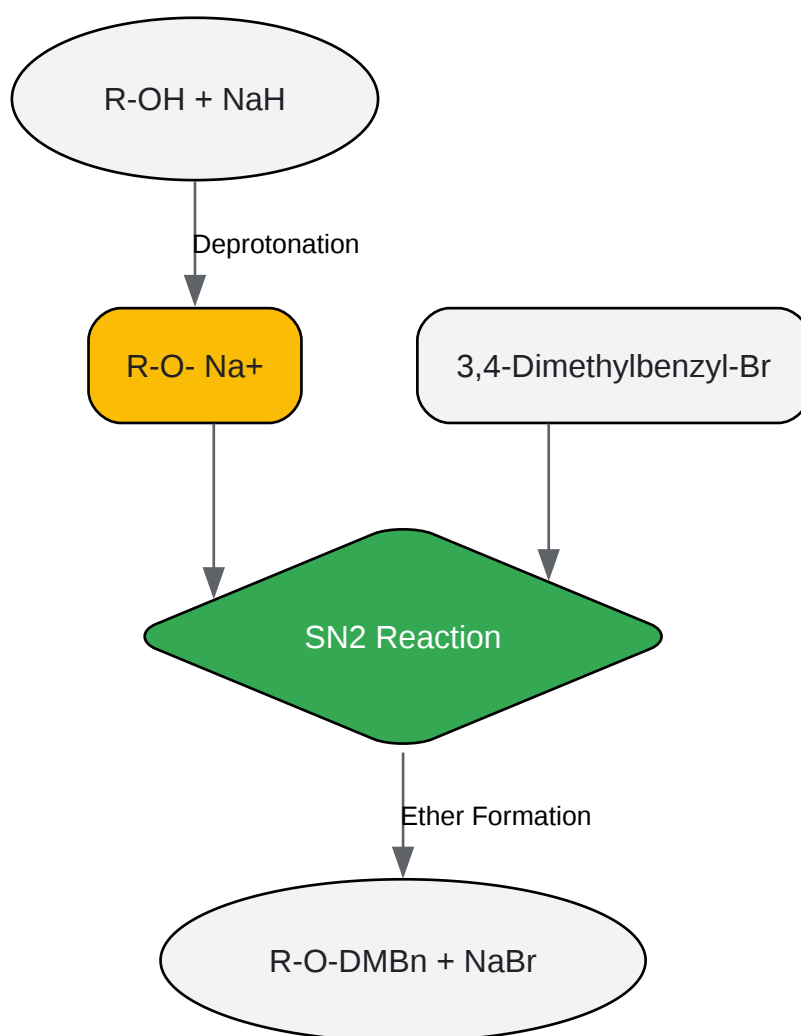 R-OH + NaH
Deprotonation
R-O- Na+
3,4-Dimethylbenzyl-Br
SN2 Reaction
Ether Formation
R-O-DMBn + NaBr